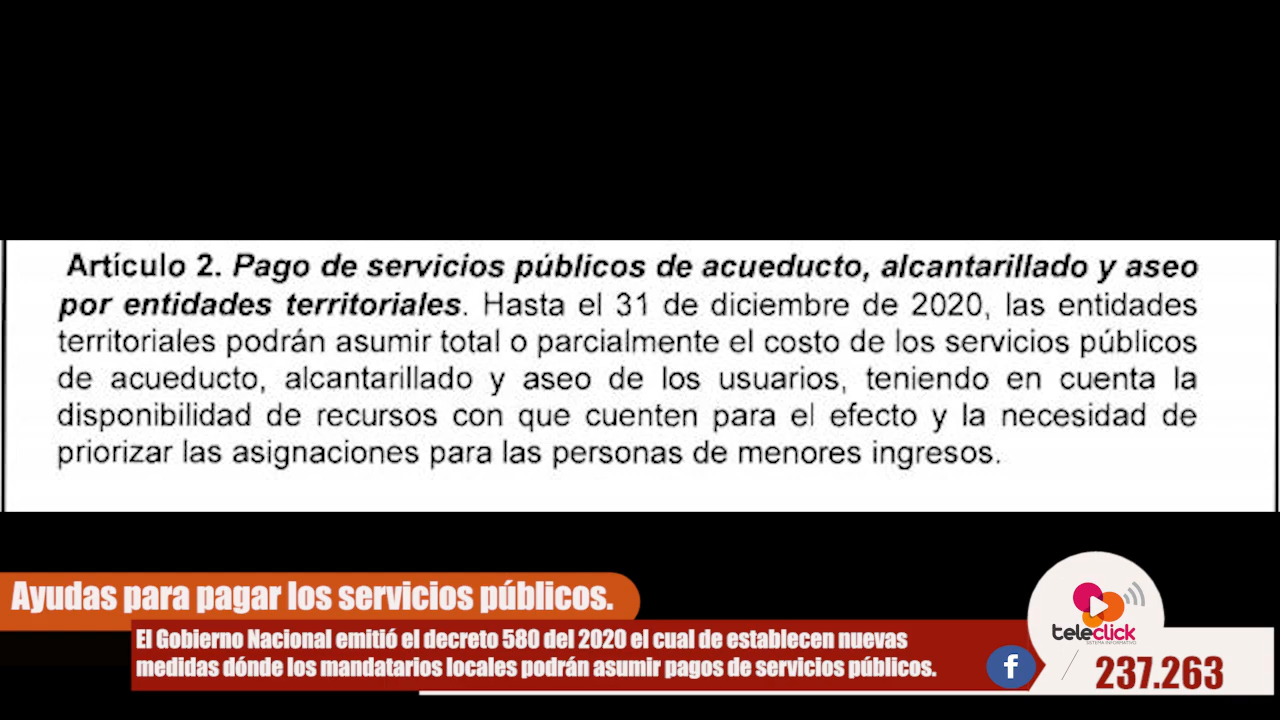 Artículo 2. Pago de servicios públicos de acueducto, alcantarillado y aseo
por entidades territoriales. Hasta el 31 de diciembre de 2020, las entidades
territoriales podrán asumir total o parcialmente el costo de los servicios públicos
de acueducto, alcantarillado y aseo de los usuarios, teniendo en cuenta la
disponibilidad de recursos con que cuenten para el efecto y la necesidad de
priorizar las asignaciones para las personas de menores ingresos.
Ayudas para pagar los servicios públicos.
El Gobierno Nacional emitió el decreto 580 del 2020 el cual de establecen nuevas
medidas dónde los mandatarios locales podrán asumir pagos de servicios públicos.
teleclick
SISTEMA INFORMATIVO
f
237.263